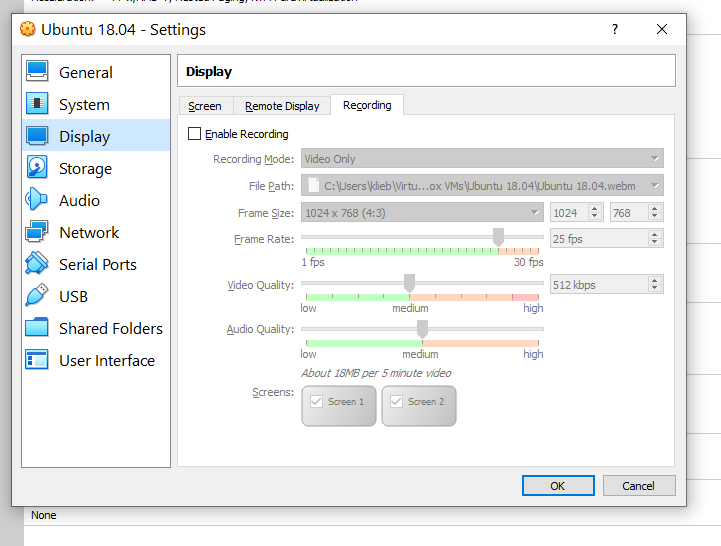 Ubuntu 18.04 - Settings
?
General
System
Display
Storage
Audio
Network
Serial Ports
USB
Shared Folders
User Interface
Display
Screen Remote Display Recording
Enable Recording
Recording Mode: Video Only
File Path: C:\Users\klieb\Virtu...ox VMs\Ubuntu 18.04\Ubuntu 18.04.webm
Frame Size: 1024 x 768 (4:3) 1024 768
Frame Rate: 25 fps
1 fps 30 fps
Video Quality: 512 kbps
low medium high
Audio Quality:
low medium high
About 18MB per 5 minute video
Screens: Screen 1 Screen 2
OK Cancel
None